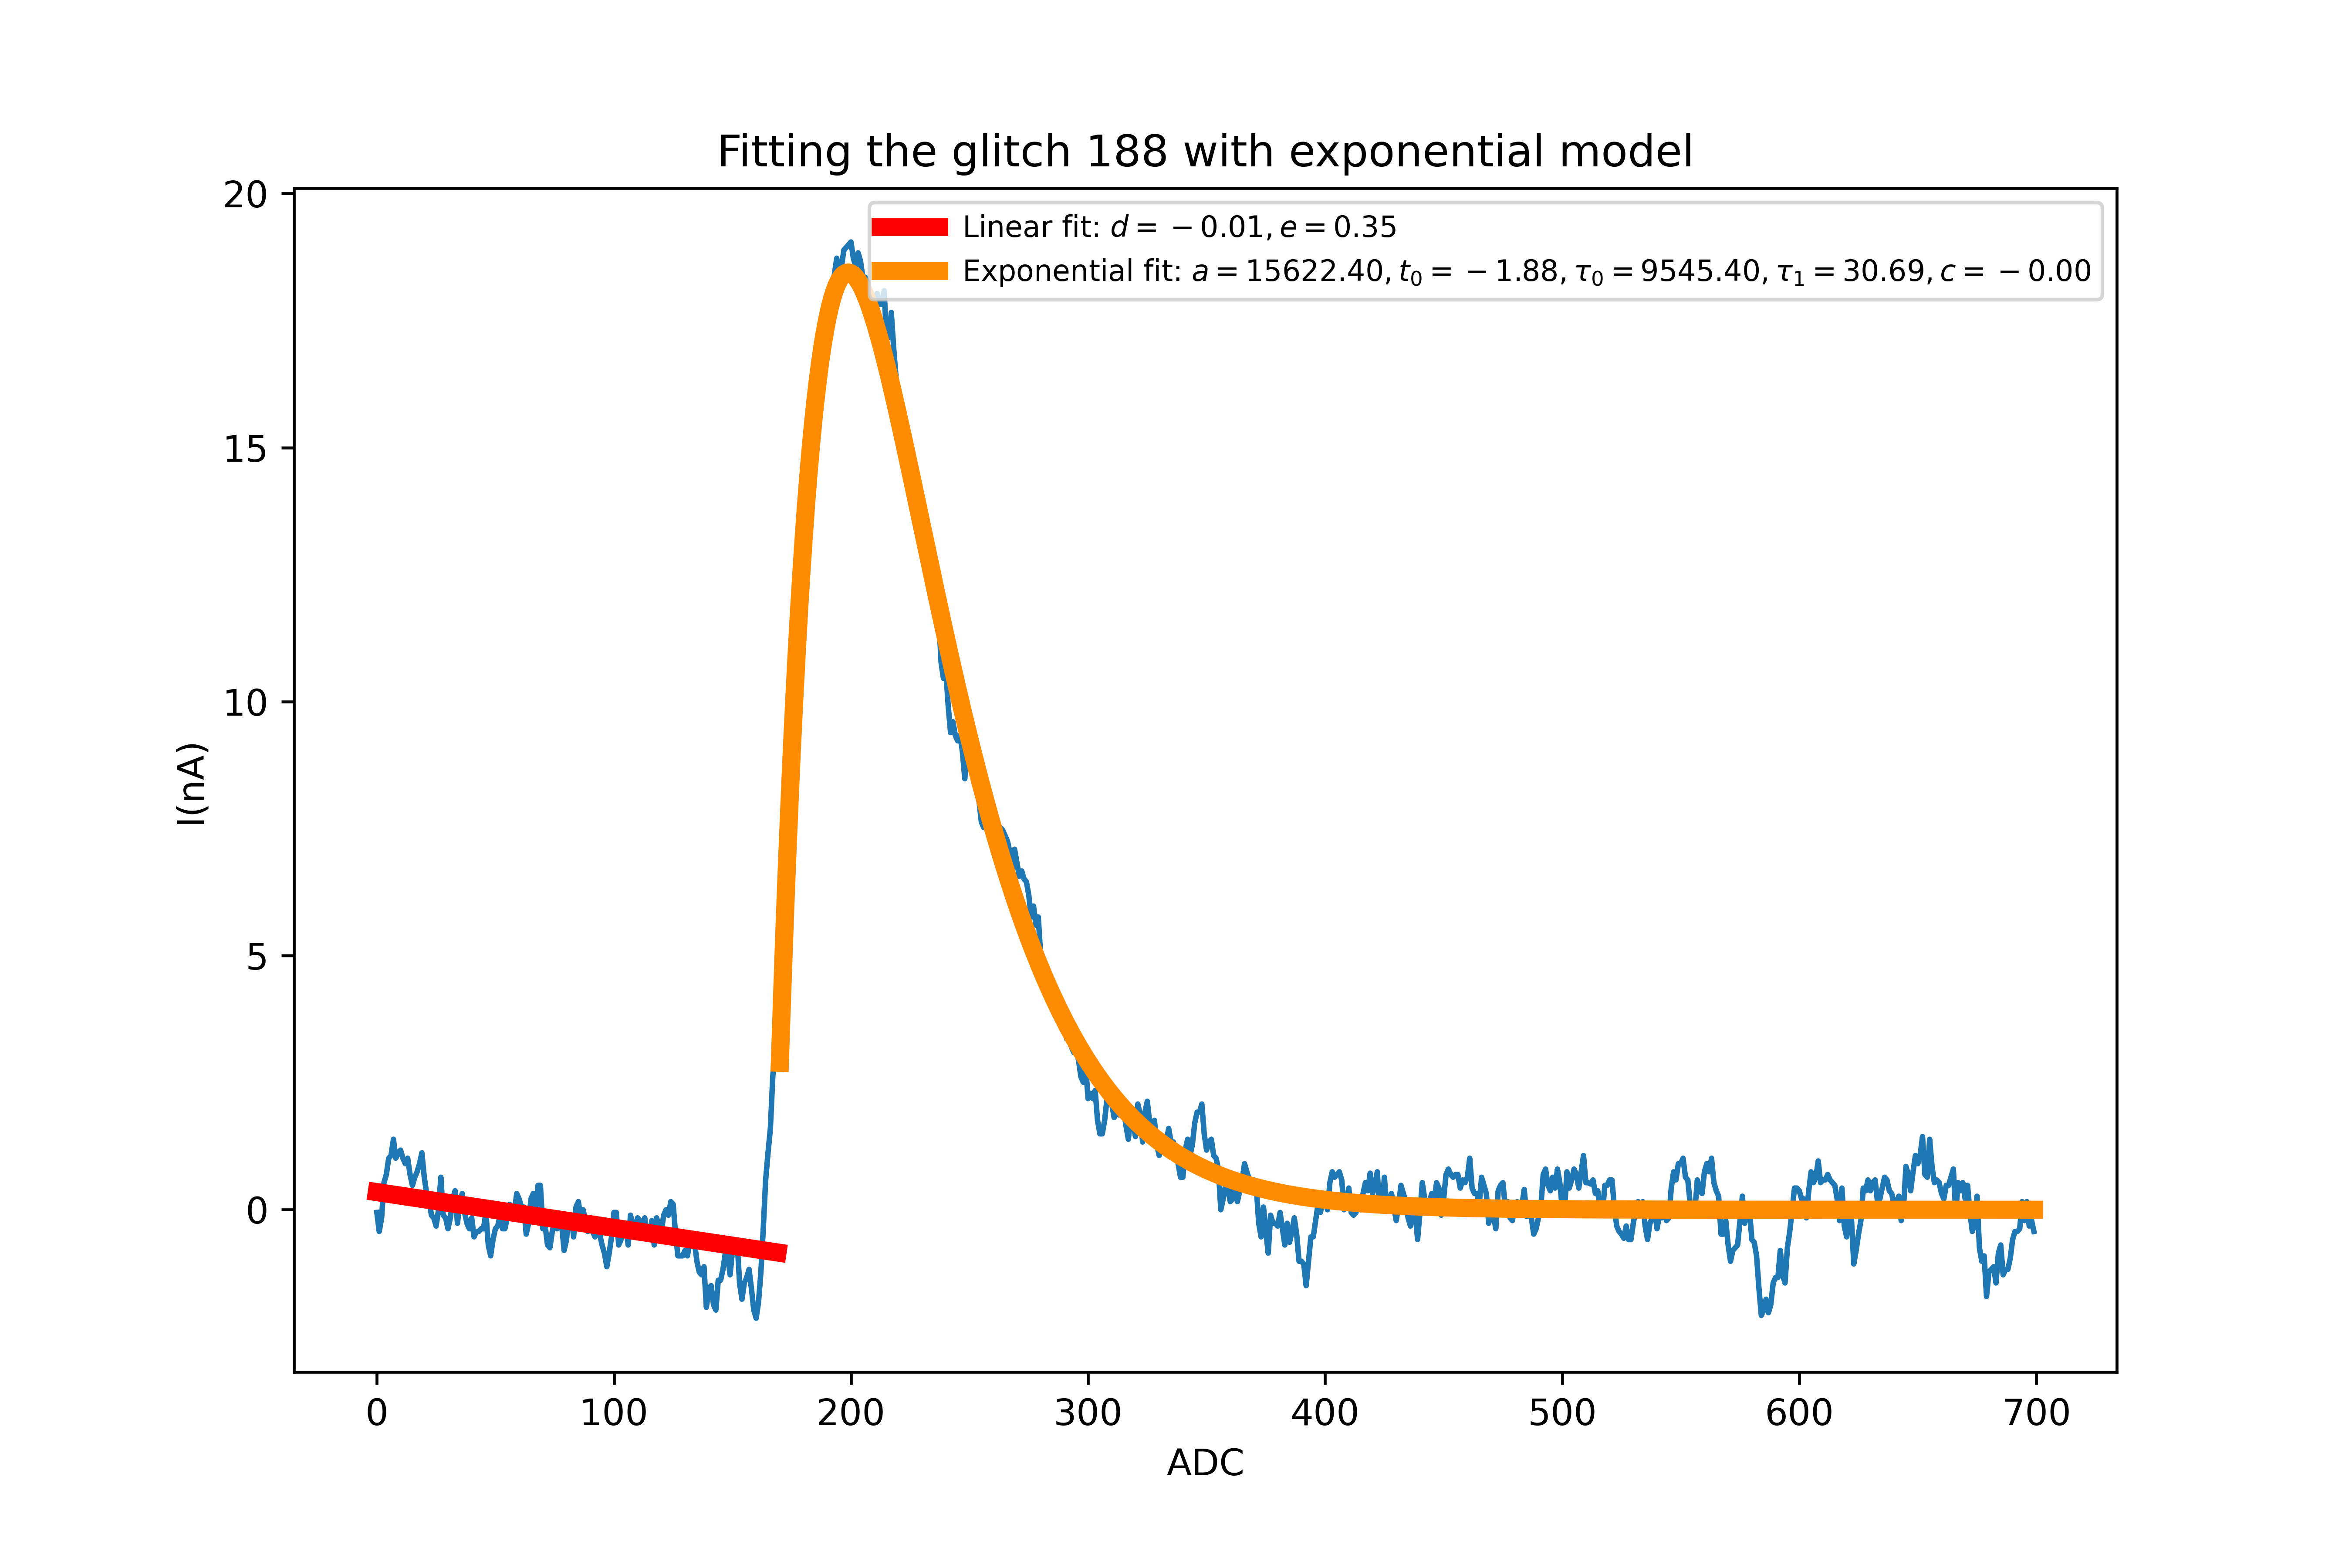 Fitting the glitch 188 with exponential model
Linear fit: d = −0.01, e = 0.35
Exponential fit: a = 15622.40, t₀ = −1.88, τ₀ = 9545.40, τ₁ = 30.69, c = −0.00
20
15
10
5
0
I(nA)
0 100 200 300 400 500 600 700
ADC